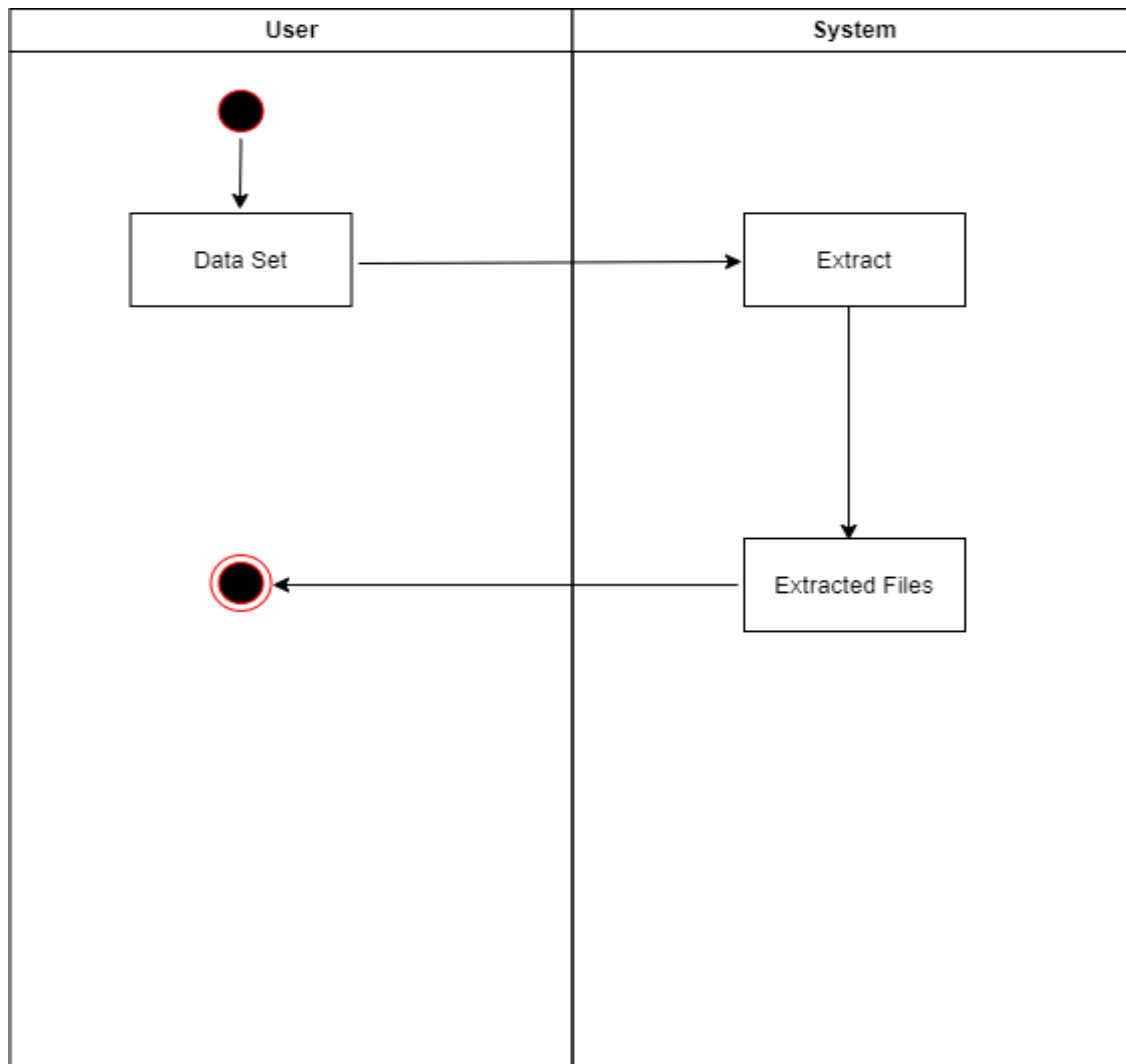 User
System
Data Set
Extract
Extracted Files